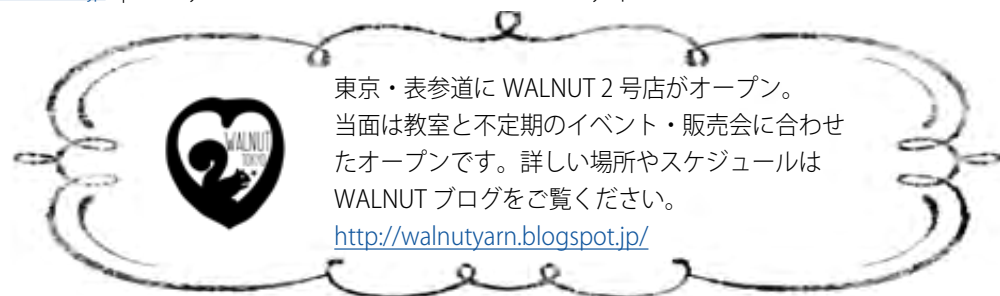 WALNUT
TOKYO
東京・表参道に WALNUT 2 号店がオープン。
当面は教室と不定期のイベント・販売会に合わせ
たオープンです。詳しい場所やスケジュールは
WALNUT ブログをご覧ください。
http://walnutyarn.blogspot.jp/